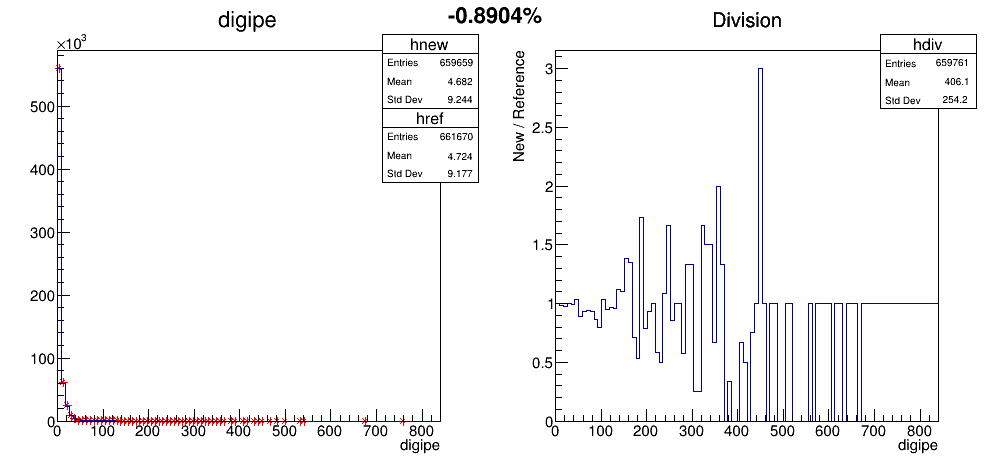 -0.8904%
digipe
×10³
hnew
Entries 659659
Mean 4.682
Std Dev 9.244
href
Entries 661670
Mean 4.724
Std Dev 9.177
500
400
300
200
100
0
0 100 200 300 400 500 600 700 800
digipe
Division
hdiv
Entries 659761
Mean 406.1
Std Dev 254.2
New / Reference
3
2.5
2
1.5
1
0.5
0
0 100 200 300 400 500 600 700 800
digipe